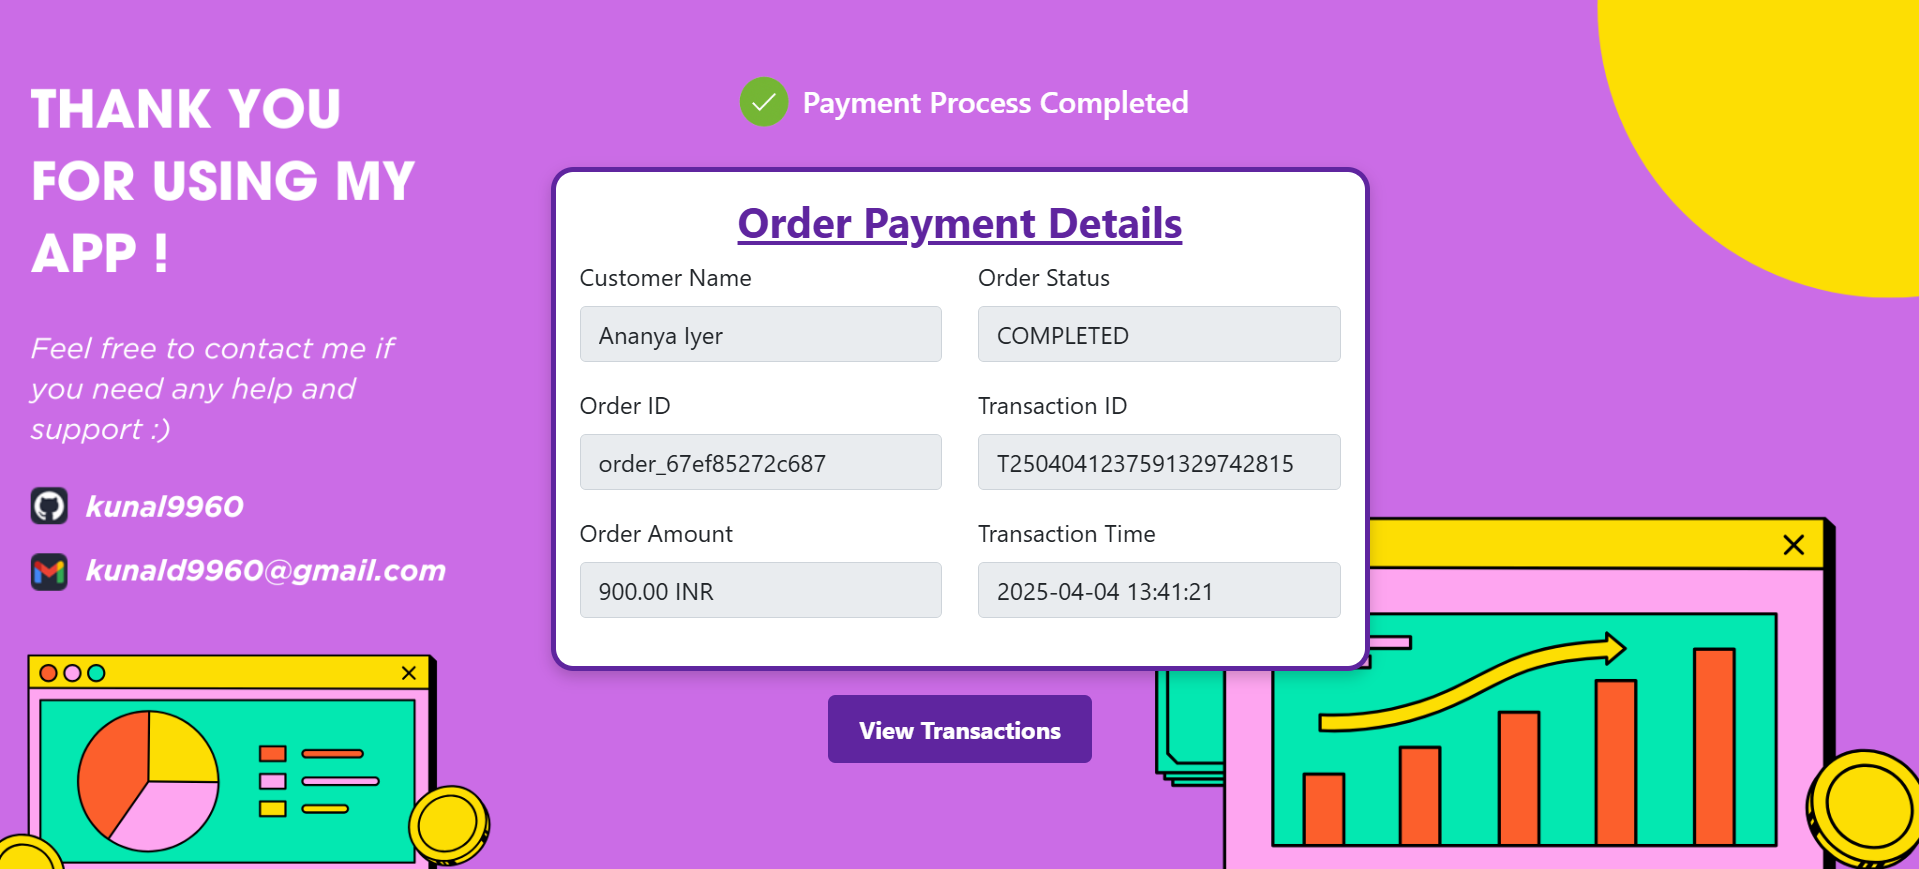 THANK YOU
FOR USING MY
APP !
Feel free to contact me if
you need any help and
support :)
kunal9960
kunald9960@gmail.com
Payment Process Completed
Order Payment Details
Customer Name
Ananya Iyer
Order Status
COMPLETED
Order ID
order_67ef85272c687
Transaction ID
T2504041237591329742815
Order Amount
900.00 INR
Transaction Time
2025-04-04 13:41:21
View Transactions